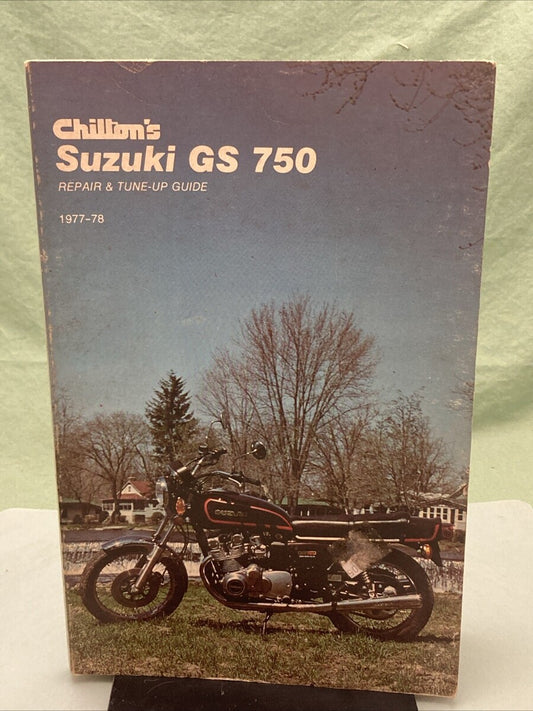 Chilton's
Suzuki GS 750
REPAIR & TUNE-UP GUIDE
1977-78
SUZUKI